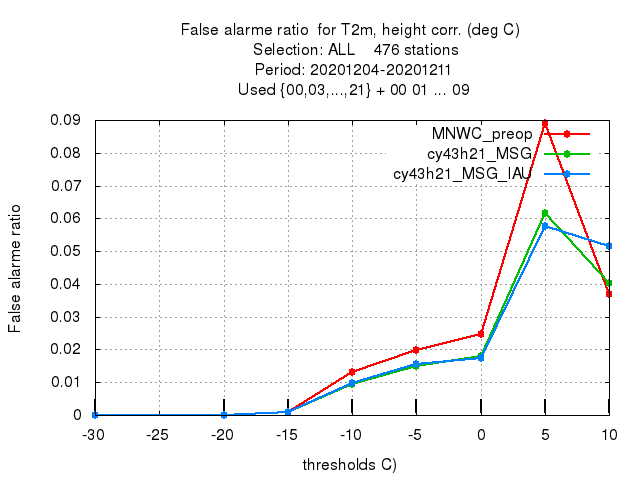 False alarme ratio  for T2m, height corr. (deg C)
Selection: ALL    476 stations
Period: 20201204-20201211
Used {00,03,...,21} + 00 01 ... 09
MNWC_preop
cy43h21_MSG
cy43h21_MSG_IAU
False alarme ratio
0.09
0.08
0.07
0.06
0.05
0.04
0.03
0.02
0.01
0
-30 -25 -20 -15 -10 -5 0 5 10
thresholds C)